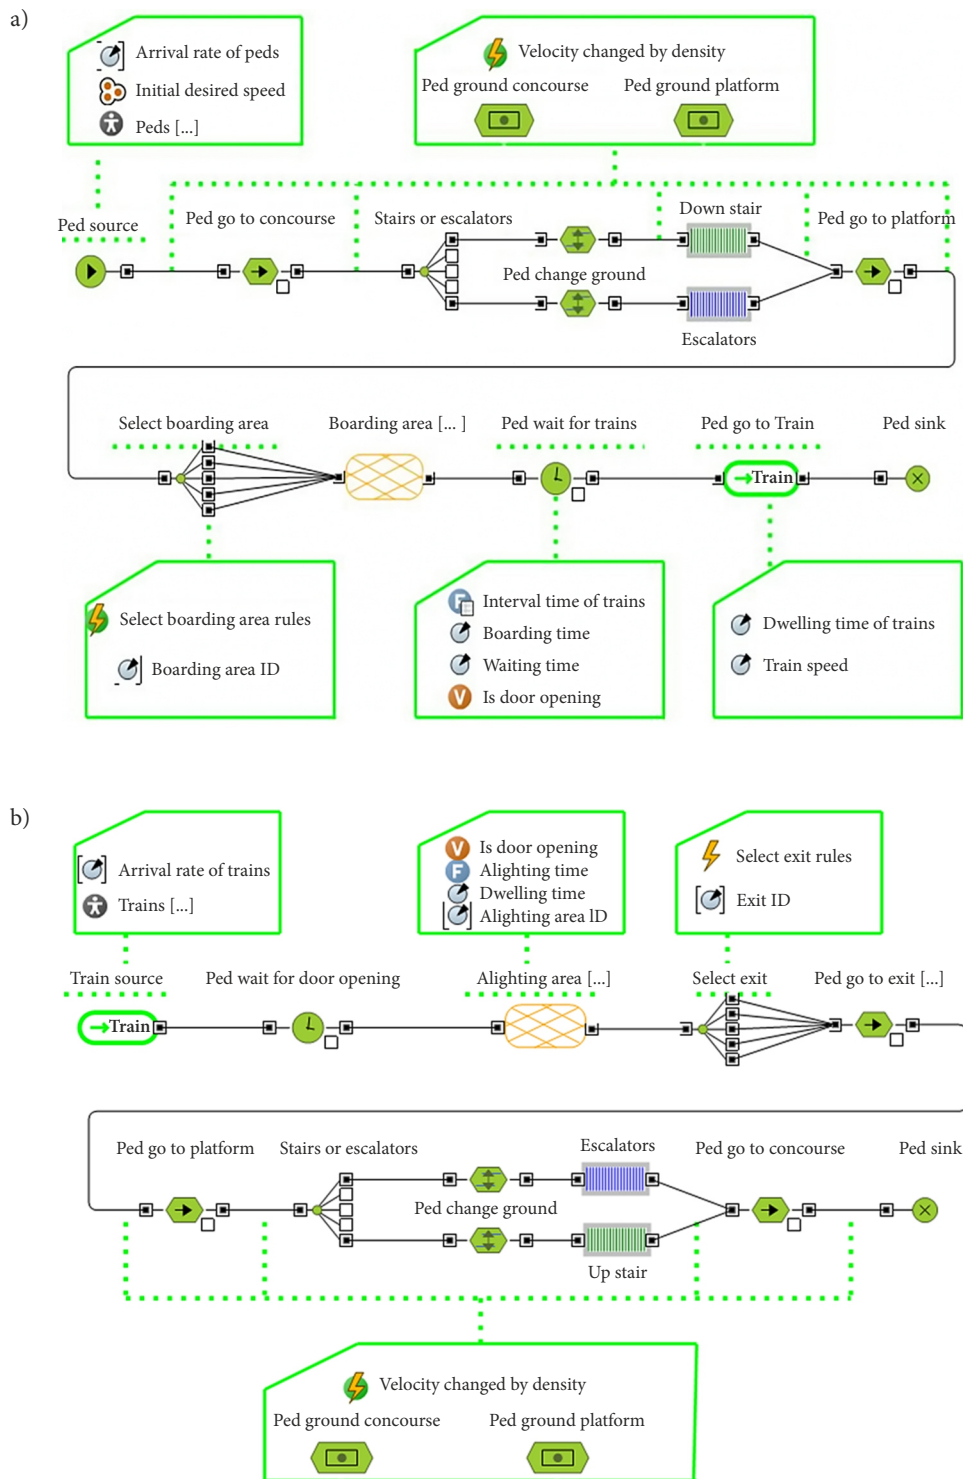 a)
Arrival rate of peds
Initial desired speed
Peds [...]
Velocity changed by density
Ped ground concourse
Ped ground platform
Ped source
Ped go to concourse
Stairs or escalators
Down stair
Ped go to platform
Ped change ground
Escalators
Select boarding area
Boarding area [... ]
Ped wait for trains
Ped go to Train
Ped sink
Train
Select boarding area rules
Boarding area ID
F
Interval time of trains
Boarding time
Waiting time
V
Is door opening
Dwelling time of trains
Train speed
b)
Arrival rate of trains
Trains [...]
V
Is door opening
F
Alighting time
Dwelling time
Alighting area lD
Select exit rules
Exit ID
Train source
Ped wait for door opening
Alighting area [...]
Select exit
Ped go to exit [...]
Train
Ped go to platform
Stairs or escalators
Escalators
Ped go to concourse
Ped sink
Ped change ground
Up stair
Velocity changed by density
Ped ground concourse
Ped ground platform